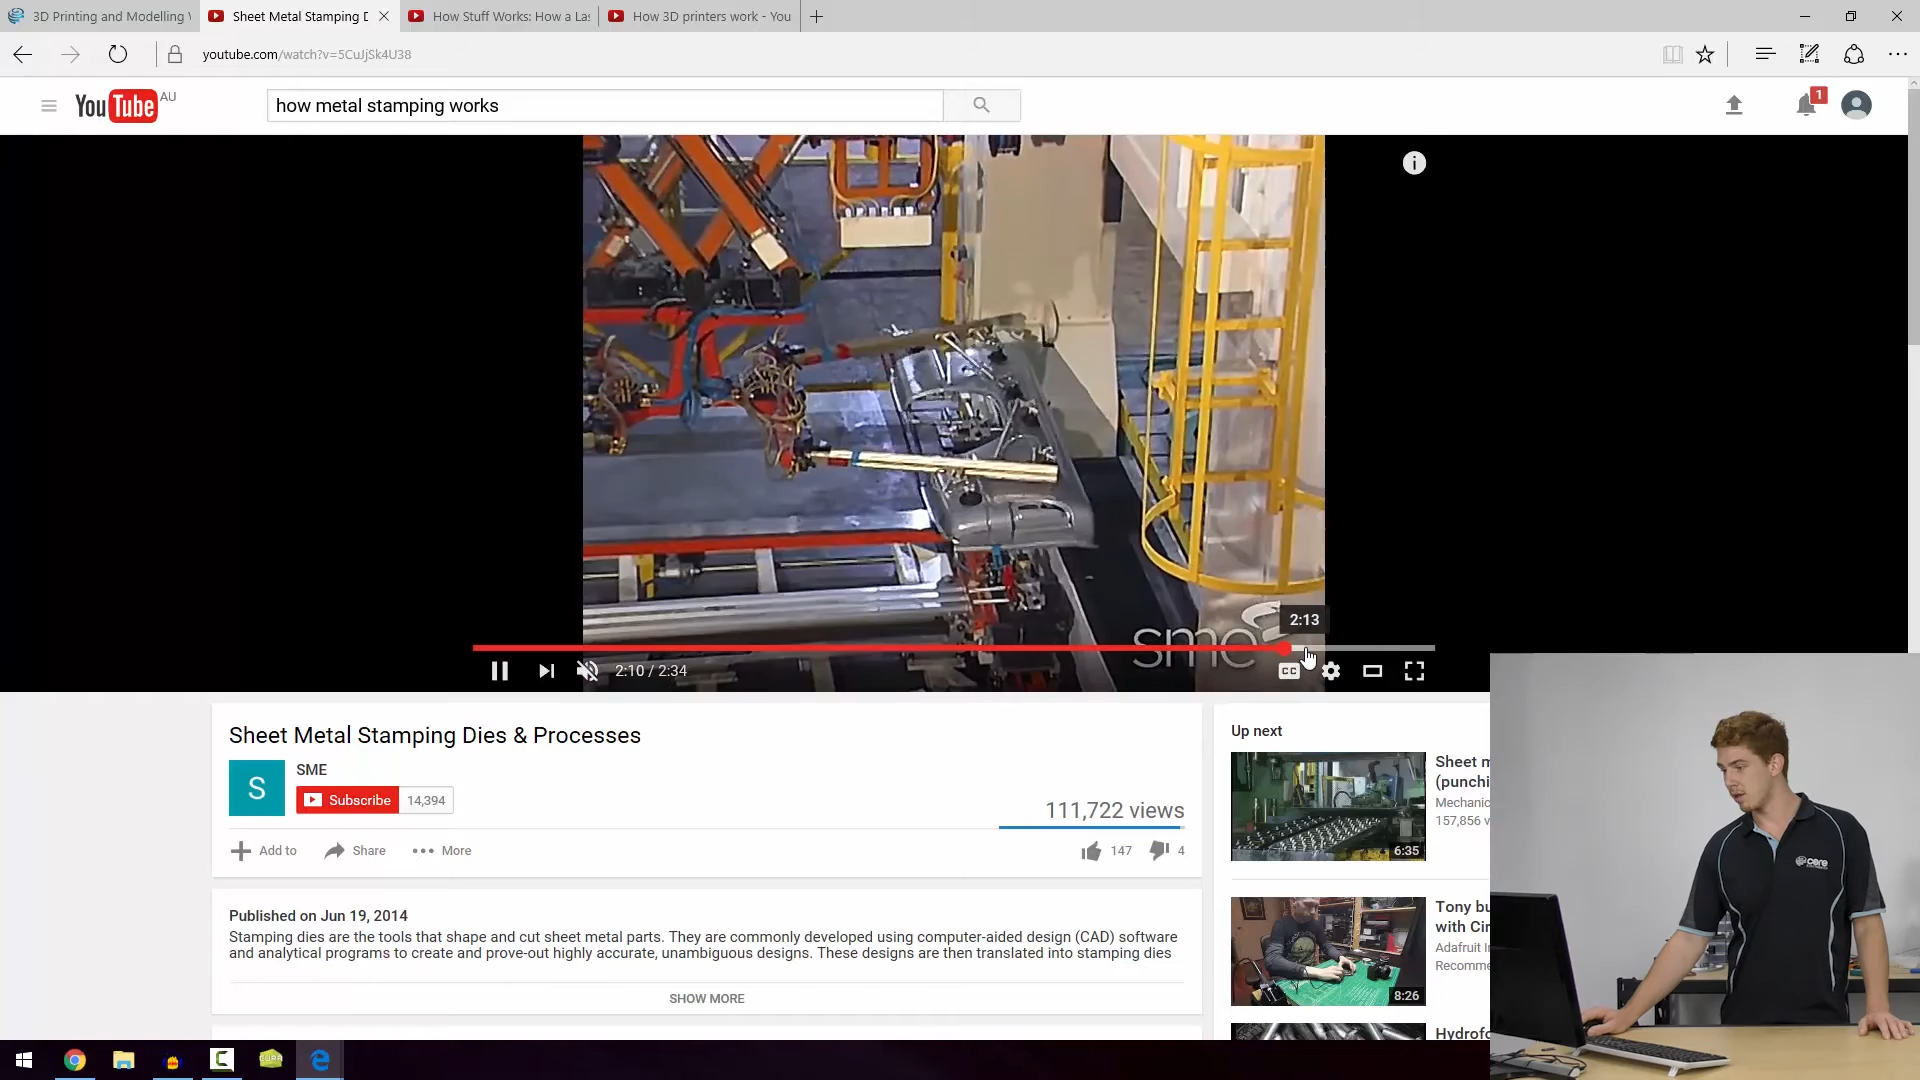 3D Printing and Modelling
Sheet Metal Stamping D
How Stuff Works: How a La
How 3D printers work - You
youtube.com/watch?v=5CuJjSk4U38
YouTube AU
how metal stamping works
1
i
sme
2:13
2:10 / 2:34
CC
Sheet Metal Stamping Dies & Processes
S
SME
Subscribe 14,394
111,722 views
Add to
Share
More
147
4
Published on Jun 19, 2014
Stamping dies are the tools that shape and cut sheet metal parts. They are commonly developed using computer-aided design (CAD) software
and analytical programs to create and prove-out highly accurate, unambiguous designs. These designs are then translated into stamping dies
SHOW MORE
Up next
Sheet m
(punchi
Mechanic
157,856 v
6:35
Tony bu
with Cir
Adafruit I
Recomme
8:26
Hydrofo
core
CURA